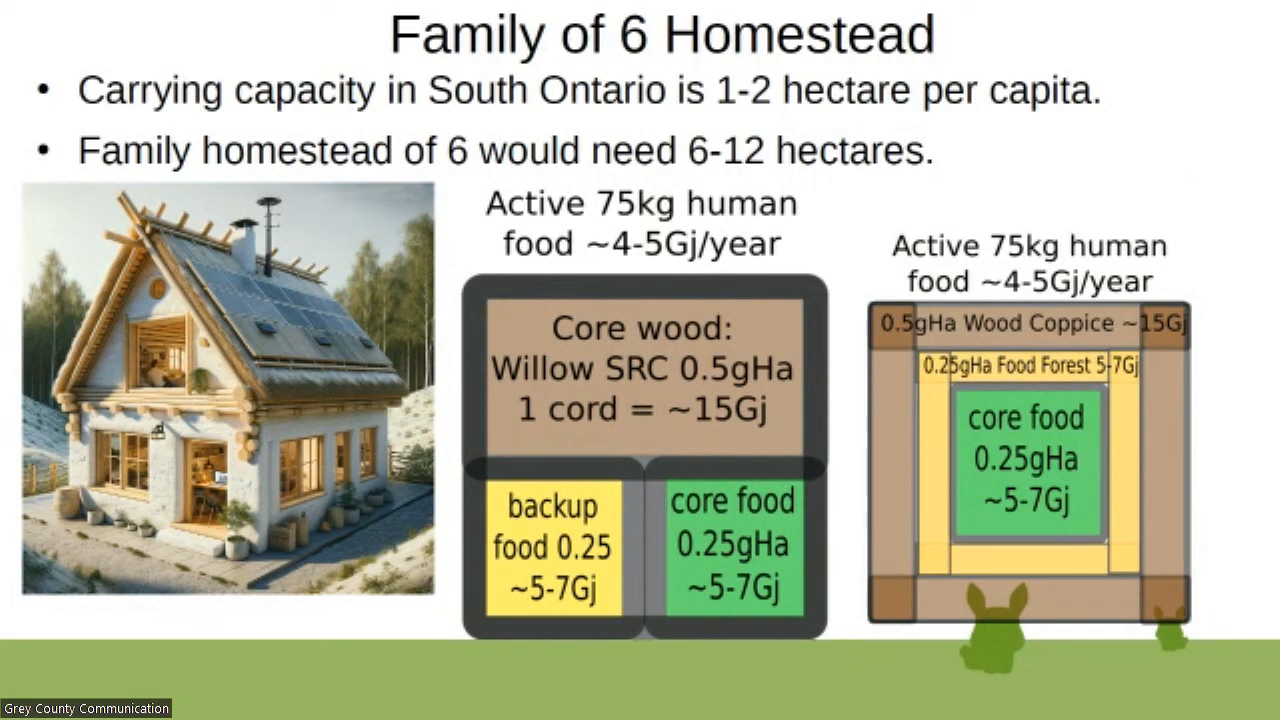 Family of 6 Homestead
• Carrying capacity in South Ontario is 1-2 hectare per capita.
• Family homestead of 6 would need 6-12 hectares.
Active 75kg human
food ~4-5Gj/year
Core wood:
Willow SRC 0.5gHa
1 cord = ~15Gj
backup
food 0.25
~5-7Gj
core food
0.25gHa
~5-7Gj
Active 75kg human
food ~4-5Gj/year
0.5gHa Wood Coppice ~15Gj
0.25gHa Food Forest 5-7Gj
core food
0.25gHa
~5-7Gj
Grey County Communication